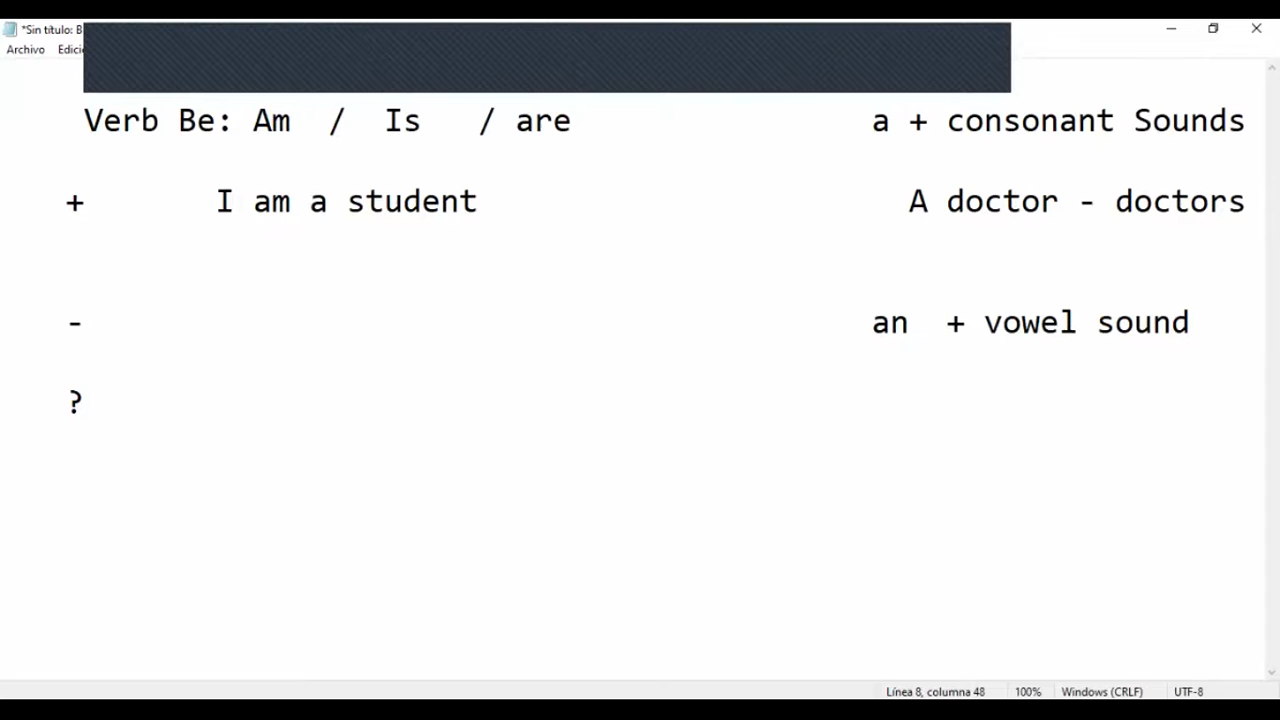 *Sin título: B
Archivo Edici
Verb Be: Am / Is / are a + consonant Sounds
+ I am a student A doctor - doctors
- an + vowel sound
?
Línea 8, columna 48 100% Windows (CRLF) UTF-8